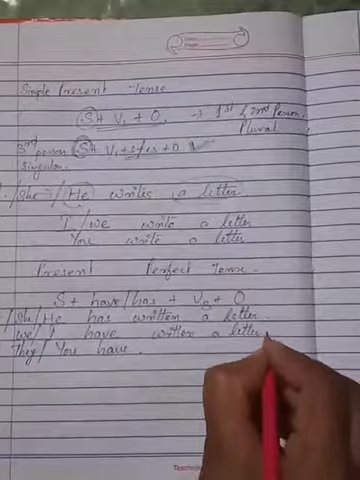 Simple Present Tense
S + V1 + O. → 1st & 2nd Person,
Plural
3rd person S + V1 + s/es + O
Singular
She / He writes a letter
I / we write a letter
You write a letter
Present Perfect Tense.
S + have/has + V3 + O
/She/He has written a letter.
/we/ I have written a letter
They/ You have.